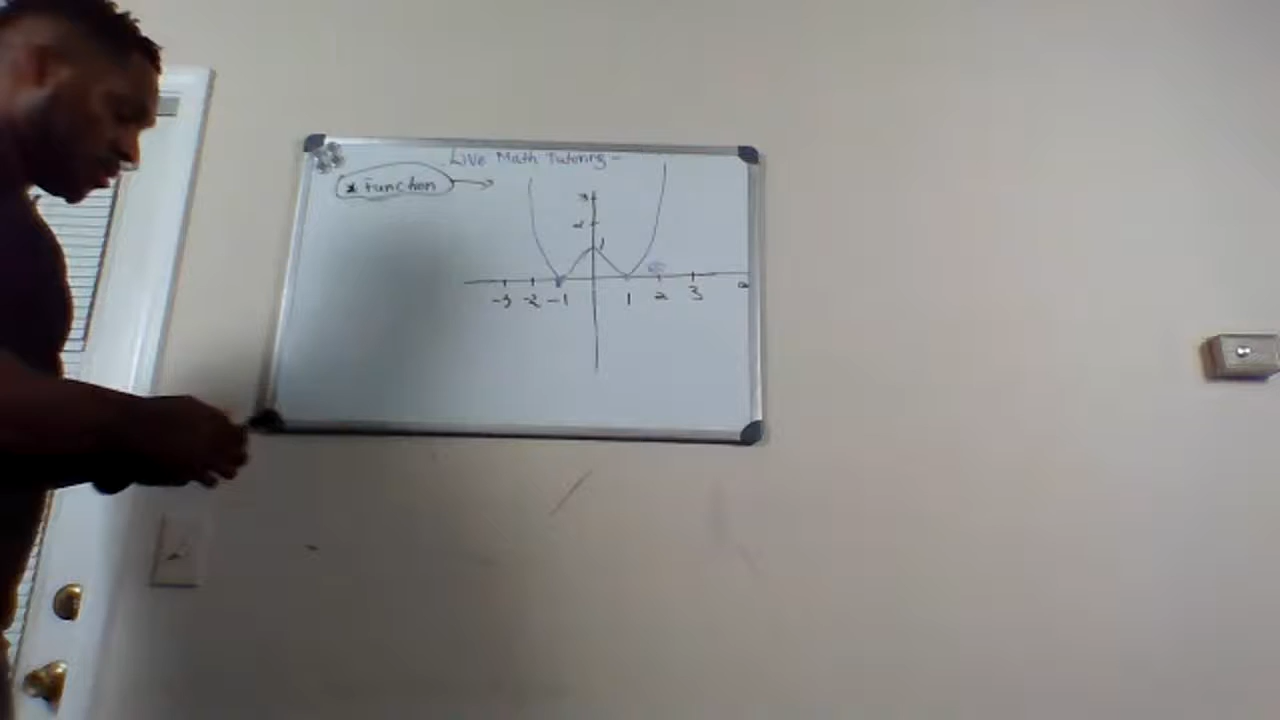 Live Math Tutoring -
* Function →
3
2
1
-3 -2 -1 1 2 3